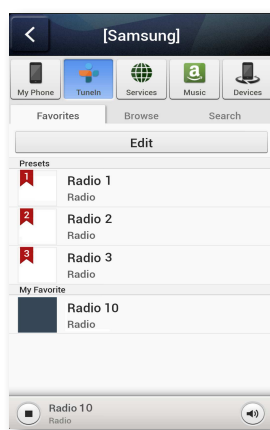 [Samsung]
My Phone
TuneIn
Services
a
Music
Devices
Favorites
Browse
Search
Edit
Presets
1
Radio 1
Radio
2
Radio 2
Radio
3
Radio 3
Radio
My Favorite
Radio 10
Radio
Radio 10
Radio